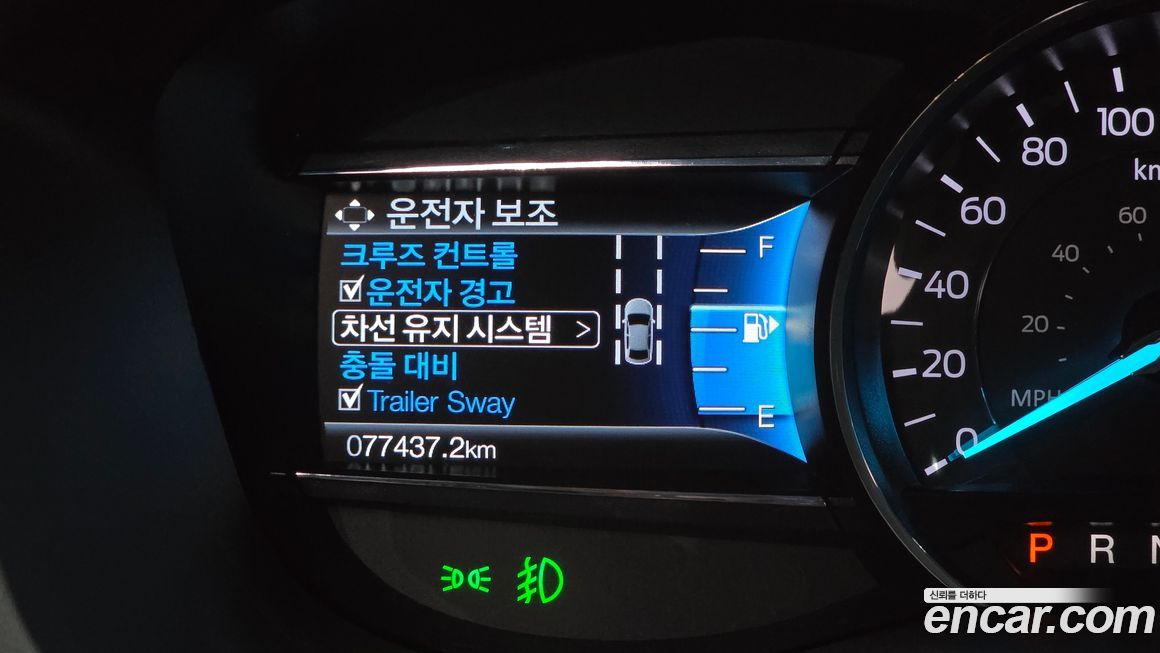 운전자 보조
크루즈 컨트롤
운전자 경고
차선 유지 시스템 >
충돌 대비
Trailer Sway
077437.2km
F
E
0
20
40
60
80
100
km
20
40
60
MPH
P R N
신뢰를 더하다
encar.com